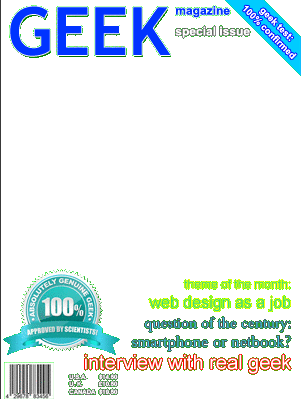 GEEK
magazine
special issue
geek test:
100% confirmed
theme of the month:
web design as a job
question of the century:
smartphone or netbook?
interview with real geek
ABSOLUTELY GENUINE GEEK
100%
APPROVED BY SCIENTISTS!
U.S.A.
U.K.
CANADA